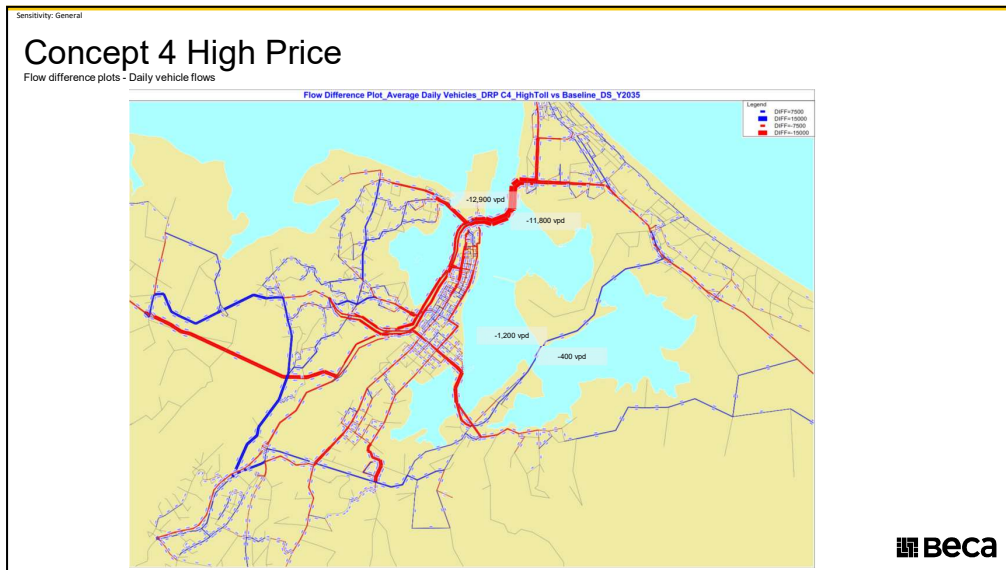 Sensitivity: General
Concept 4 High Price
Flow difference plots - Daily vehicle flows
Flow Difference Plot_Average Daily Vehicles_DRP C4_HighToll vs Baseline_DS_Y2035
Legend
DIFF=7500
DIFF=15000
DIFF=-7500
DIFF=-15000
-12,900 vpd
-11,800 vpd
-1,200 vpd
-400 vpd
Beca